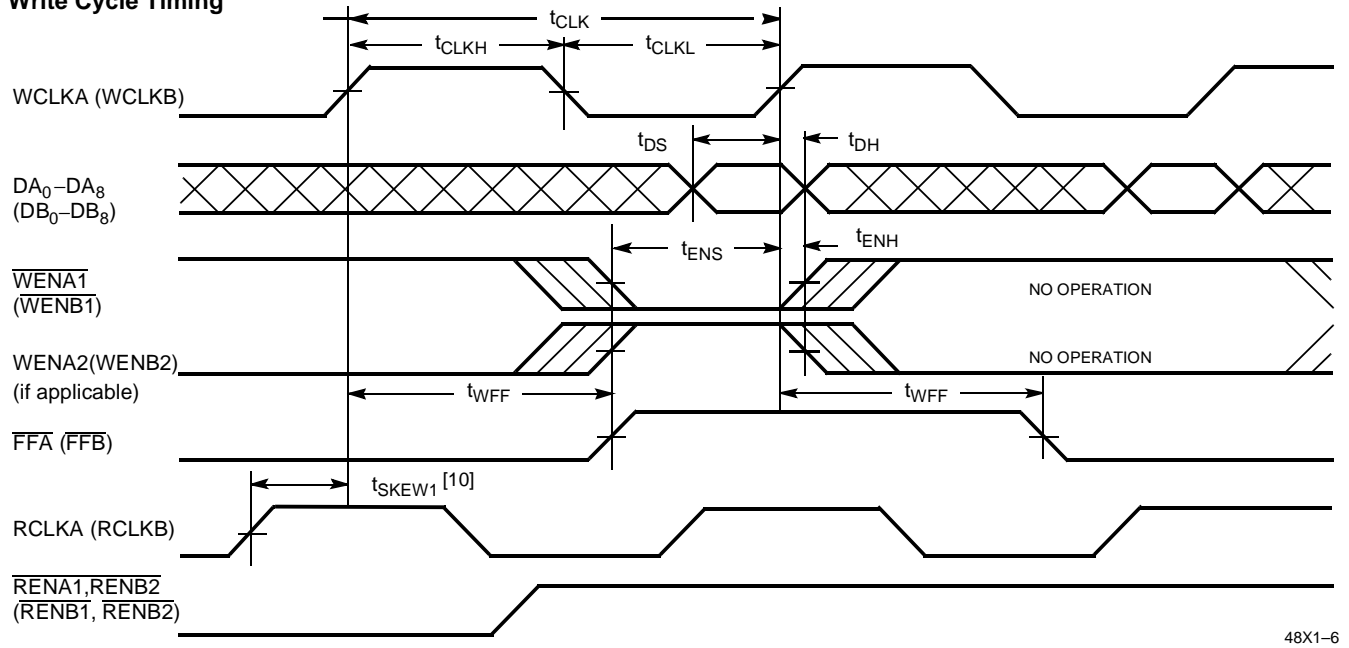 Write Cycle Timing
tCLK
tCLKH
tCLKL
WCLKA (WCLKB)
tDS
tDH
DA0–DA8
(DB0–DB8)
tENS
tENH
WENA1
(WENB1)
NO OPERATION
WENA2(WENB2)
(if applicable)
NO OPERATION
tWFF
tWFF
FFA (FFB)
tSKEW1 [10]
RCLKA (RCLKB)
RENA1,RENB2
(RENB1, RENB2)
48X1–6